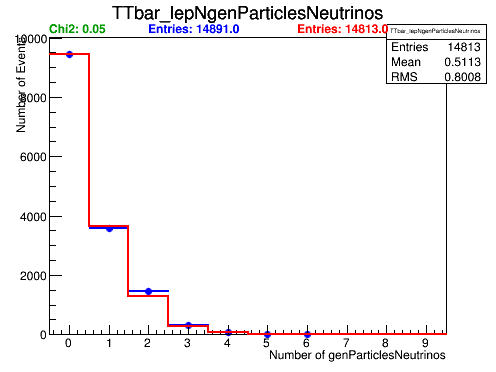 TTbar_lepNgenParticlesNeutrinos
Chi2: 0.05 Entries: 14891.0 Entries: 14813.0
TTbar_lepNgenParticlesNeutrinos
Entries 14813
Mean 0.5113
RMS 0.8008
Number of Events
10000
8000
6000
4000
2000
0
0 1 2 3 4 5 6 7 8 9
Number of genParticlesNeutrinos